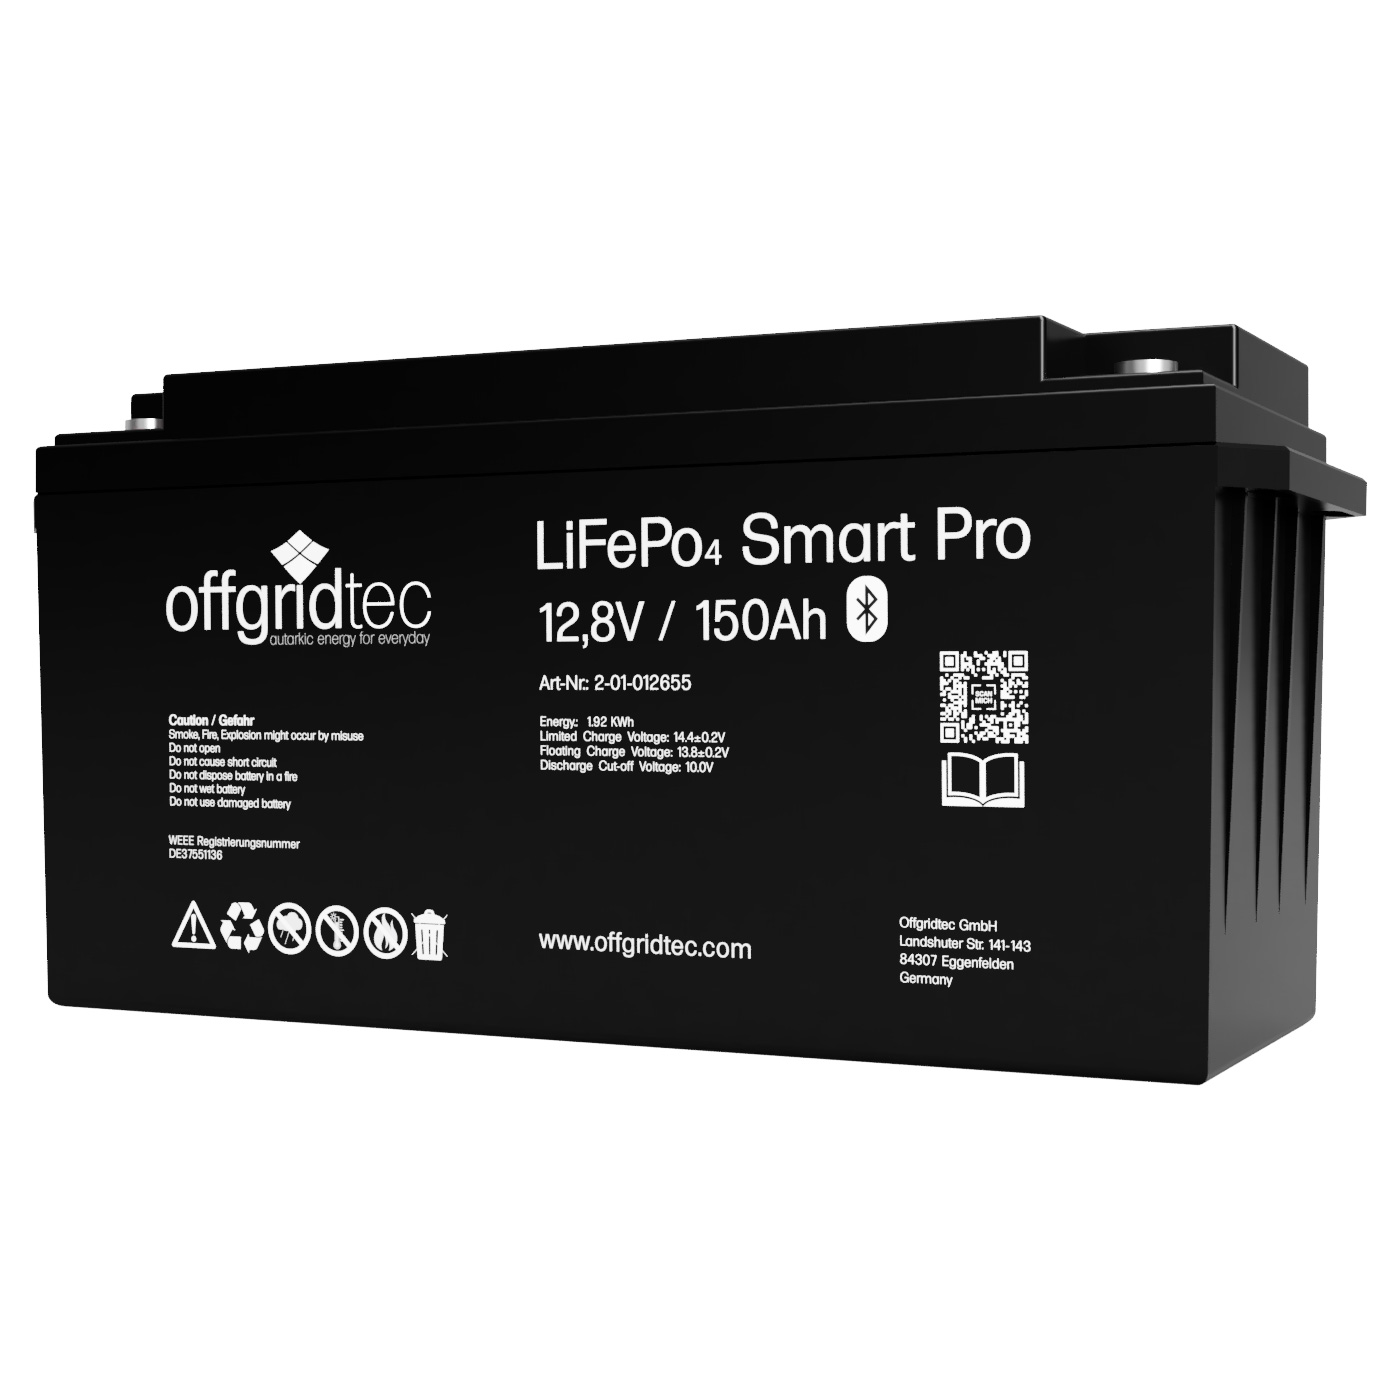 offgridtec
autarkic energy for everyday
LiFePo4 Smart Pro
12,8V / 150Ah
Art-Nr.: 2-01-012655
Energy: 1.92 KWh
Limited Charge Voltage: 14.4±0.2V
Floating Charge Voltage: 13.8±0.2V
Discharge Cut-off Voltage: 10.0V
SCAN
MICH
Caution / Gefahr
Smoke, Fire, Explosion might occur by misuse
Do not open
Do not cause short circuit
Do not dispose battery in a fire
Do not wet battery
Do not use damaged battery
WEEE Registrierungsnummer
DE37551136
www.offgridtec.com
Offgridtec GmbH
Landshuter Str. 141-143
84307 Eggenfelden
Germany